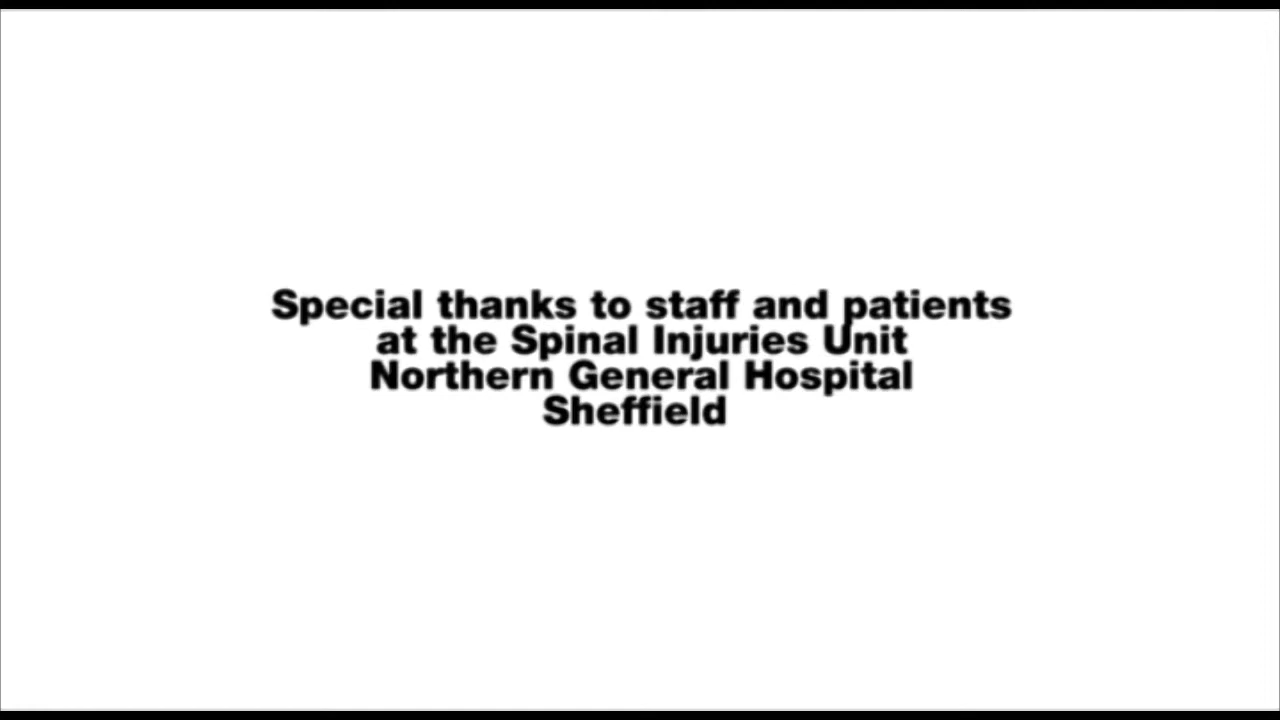 Special thanks to staff and patients
at the Spinal Injuries Unit
Northern General Hospital
Sheffield